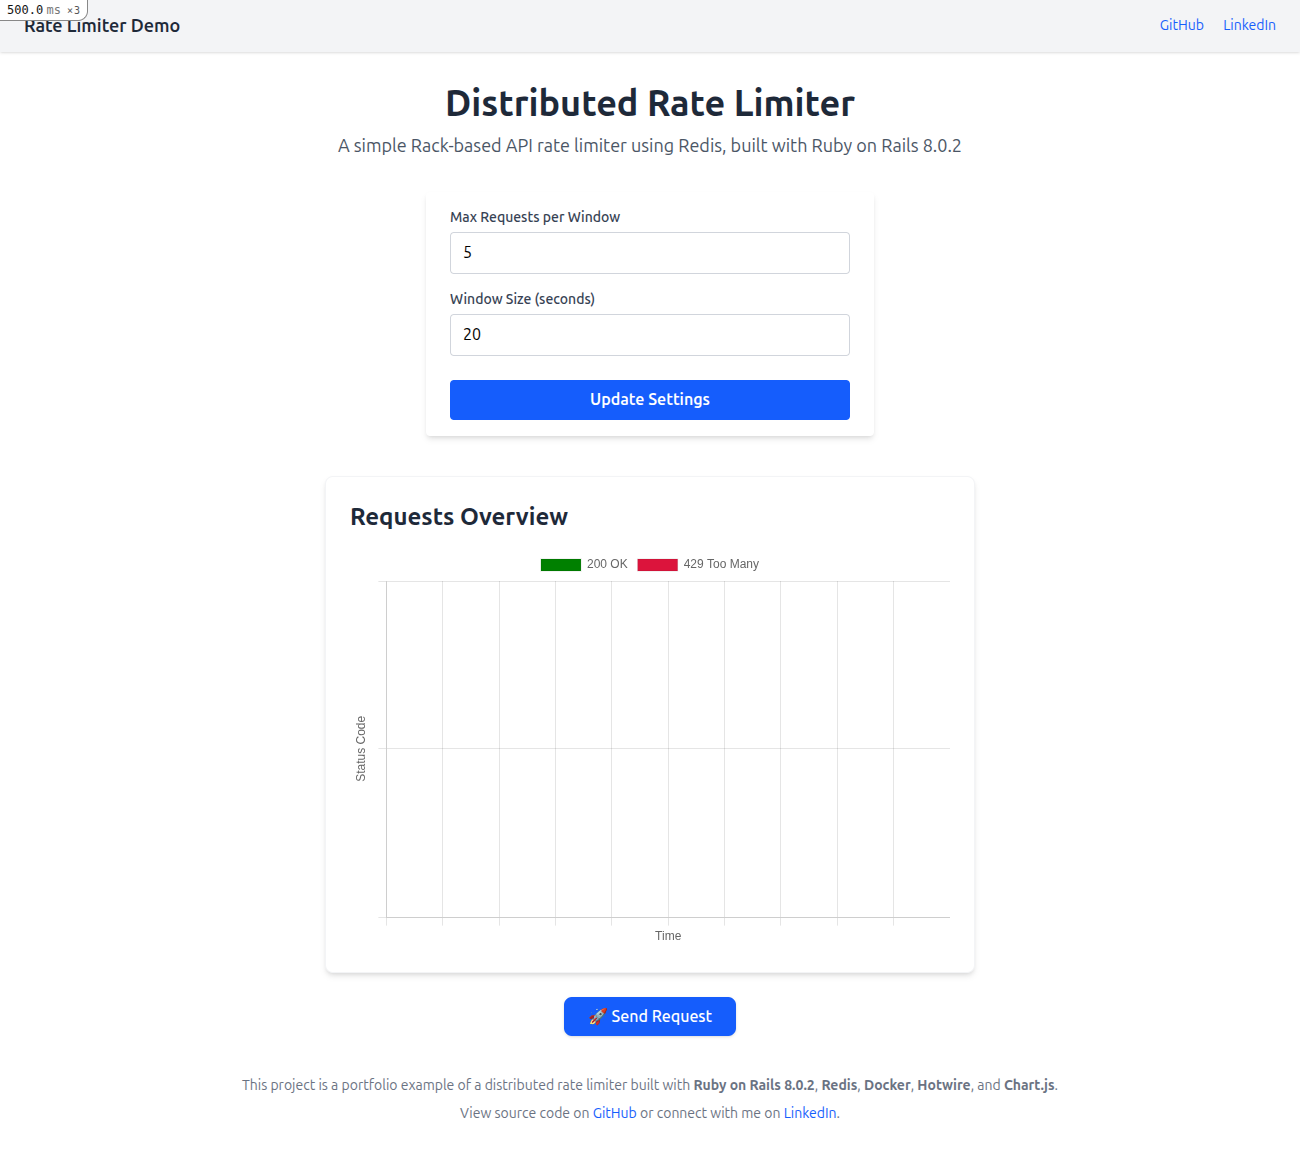 500.0 ms ×3
Rate Limiter Demo
GitHub LinkedIn
Distributed Rate Limiter
A simple Rack-based API rate limiter using Redis, built with Ruby on Rails 8.0.2
Max Requests per Window
5
Window Size (seconds)
20
Update Settings
Requests Overview
200 OK 429 Too Many
Status Code
Time
🚀 Send Request
This project is a portfolio example of a distributed rate limiter built with Ruby on Rails 8.0.2, Redis, Docker, Hotwire, and Chart.js.
View source code on GitHub or connect with me on LinkedIn.